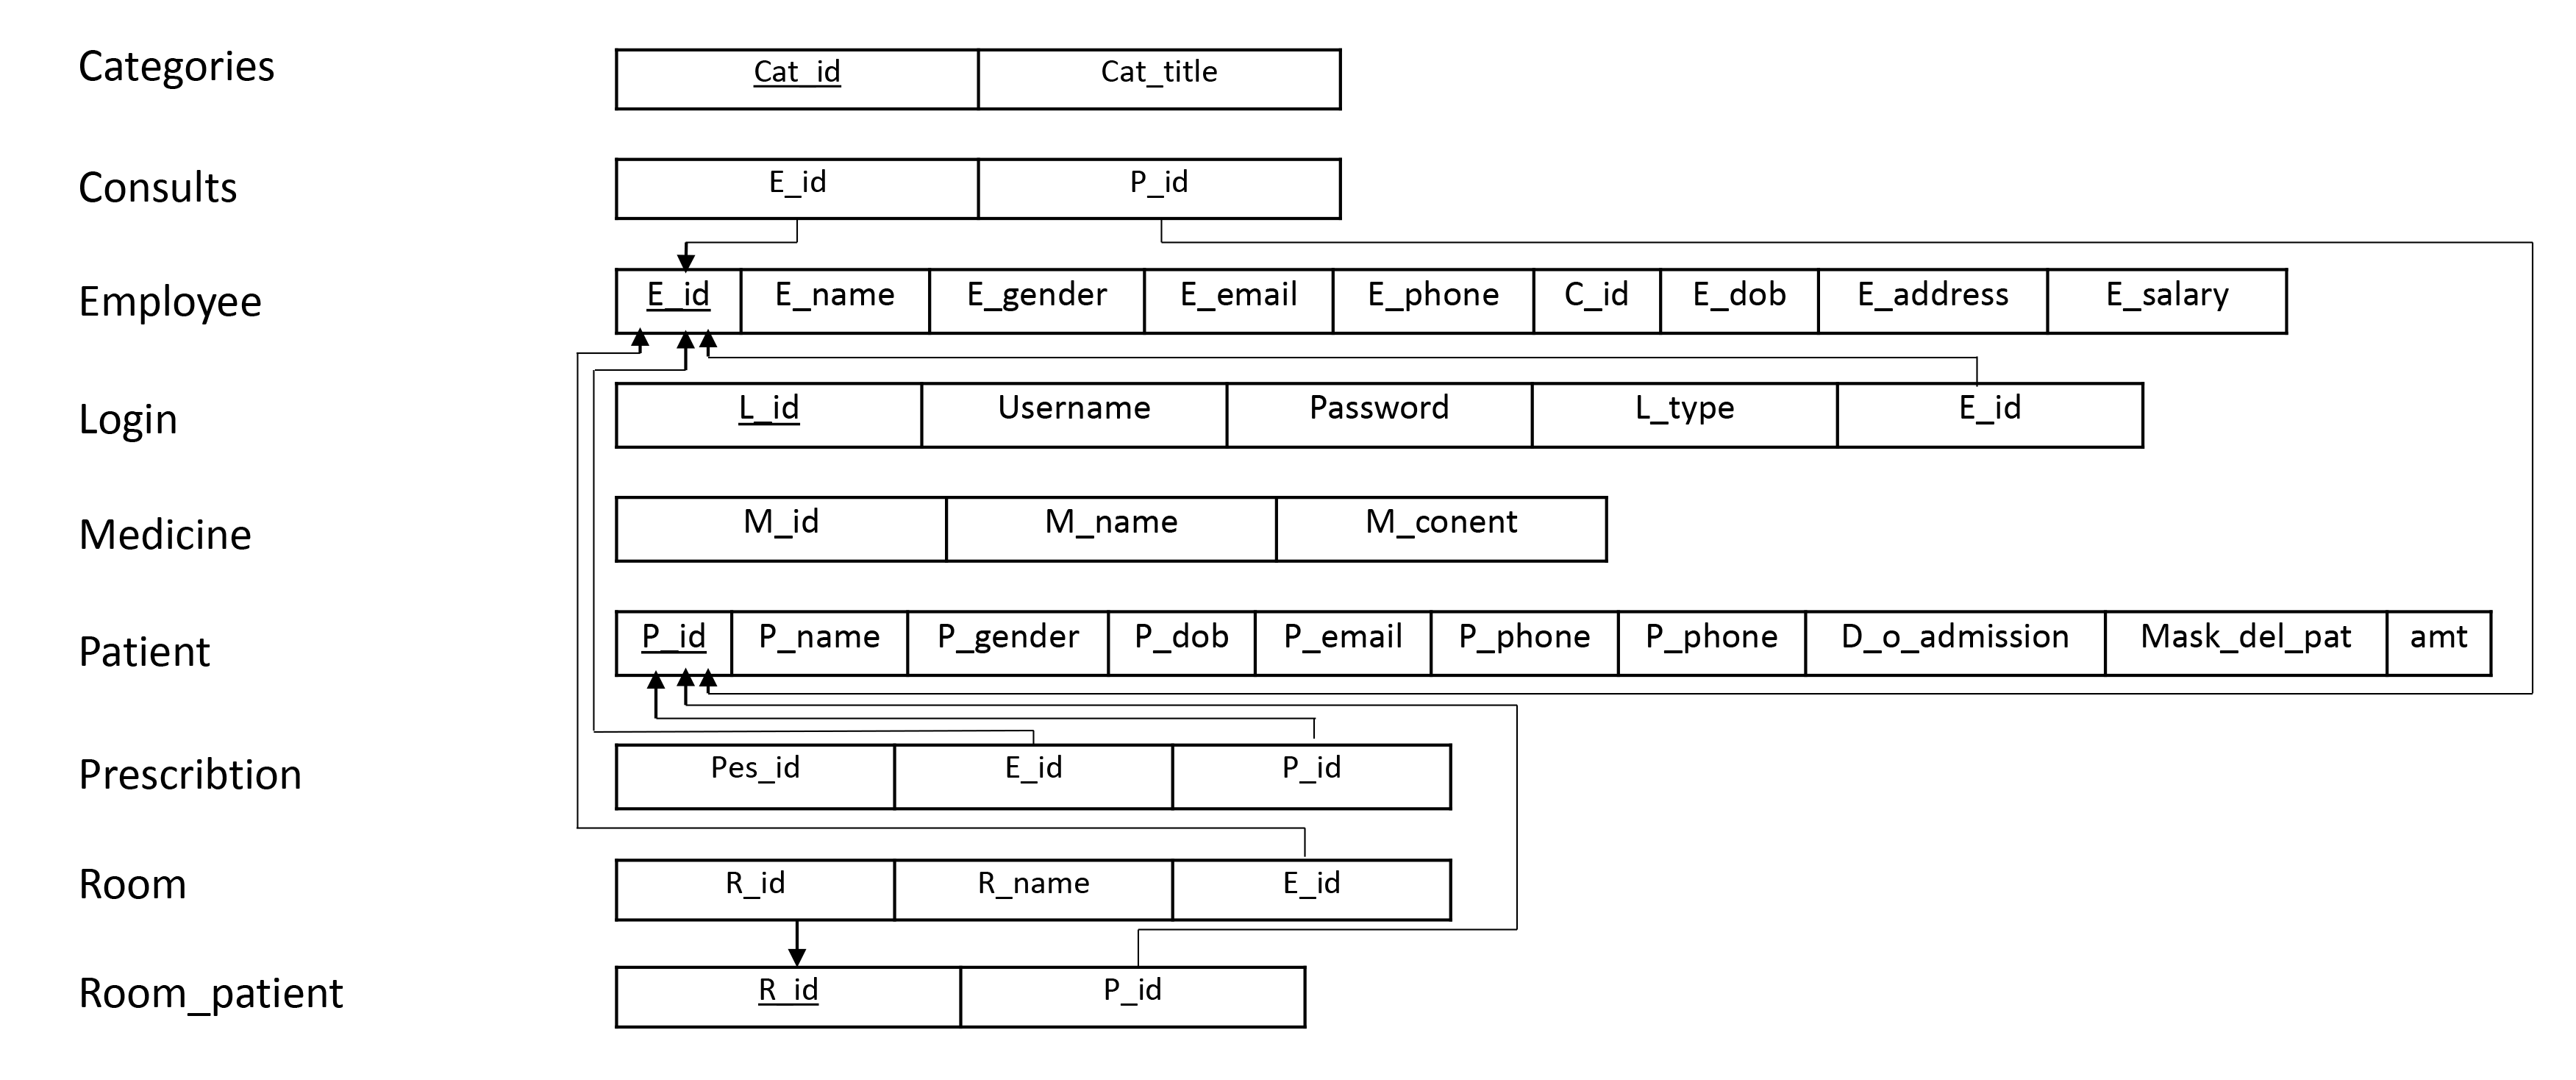 Categories Cat_id Cat_title
Consults E_id P_id
Employee E_id E_name E_gender E_email E_phone C_id E_dob E_address E_salary
Login L_id Username Password L_type E_id
Medicine M_id M_name M_conent
Patient P_id P_name P_gender P_dob P_email P_phone P_phone D_o_admission Mask_del_pat amt
Prescribtion Pes_id E_id P_id
Room R_id R_name E_id
Room_patient R_id P_id